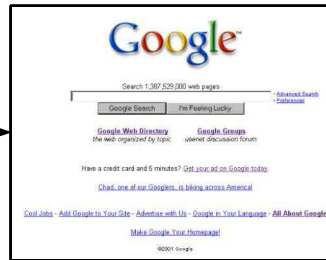 Google™
Search 1,387,529,000 web pages
• Advanced Search
• Preferences
Google Search I'm Feeling Lucky
Google Web Directory
the web organized by topic
Google Groups
usenet discussion forum
Have a credit card and 5 minutes? Get your ad on Google today.
Chad, one of our Googlers, is biking across America!
Cool Jobs - Add Google to Your Site - Advertise with Us - Google in Your Language - All About Google
Make Google Your Homepage!
©2001 Google